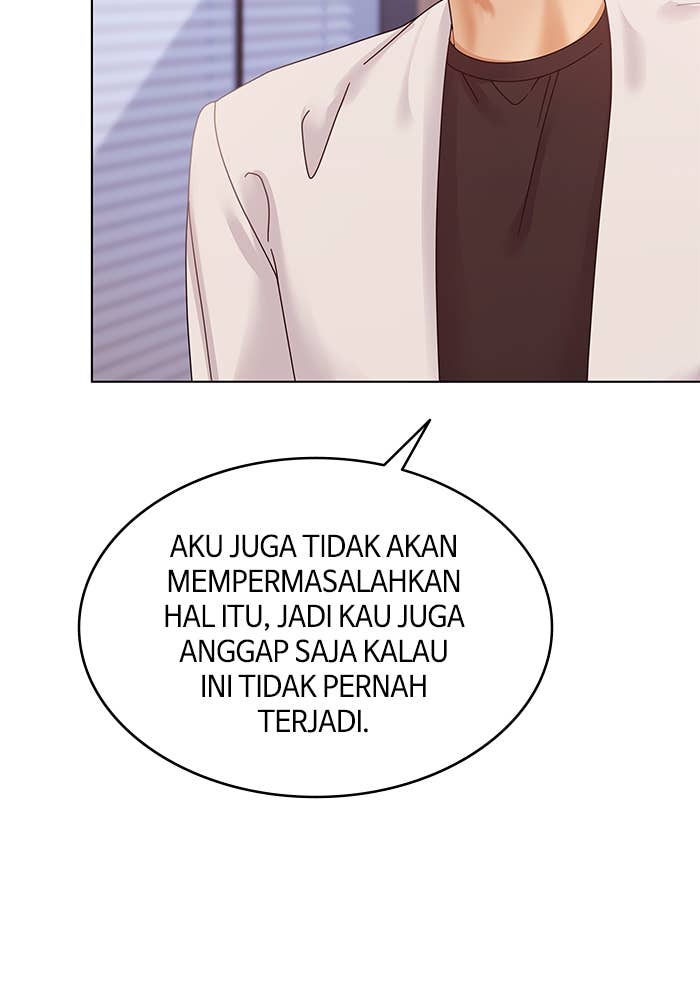 AKU JUGA TIDAK AKAN
MEMPERMASALAHKAN
HAL ITU, JADI KAU JUGA
ANGGAP SAJA KALAU
INI TIDAK PERNAH
TERJADI.